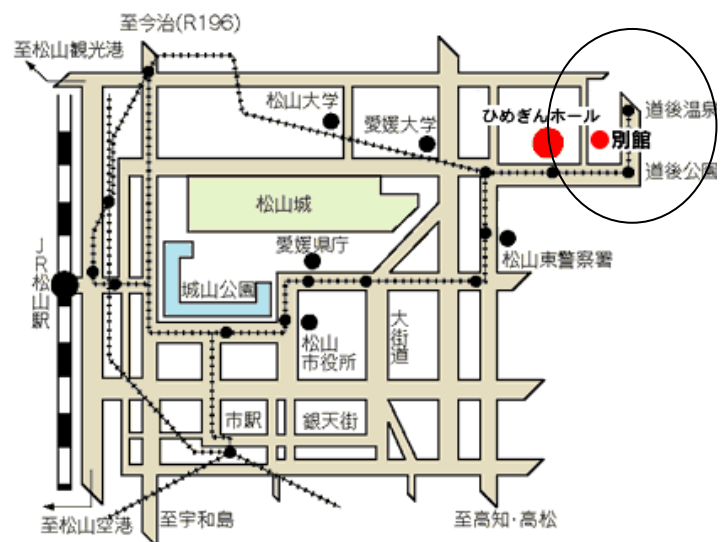 至今治(R196)
至松山観光港
松山大学
愛媛大学
ひめぎんホール
別館
道後温泉
道後公園
松山城
愛媛県庁
松山東警察署
JR松山駅
城山公園
松山
市役所
大街道
市駅
銀天街
至松山空港
至宇和島
至高知・高松